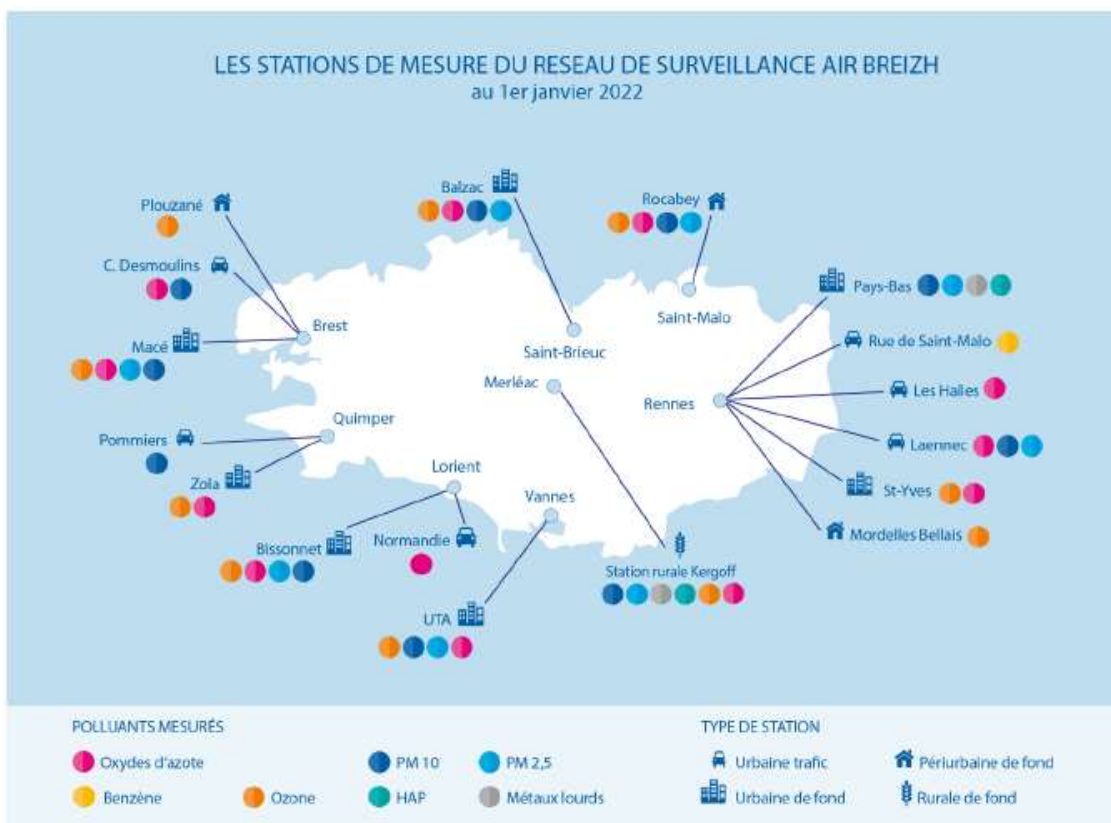 LES STATIONS DE MESURE DU RESEAU DE SURVEILLANCE AIR BREIZH
au 1er janvier 2022
Balzac
Rocabey
Plouzané
C. Desmoulins
Macé
Brest
Saint-Malo
Saint-Brieuc
Merléac
Rennes
Pays-Bas
Rue de Saint-Malo
Les Halles
Laennec
St-Yves
Mordelles Bellais
Pommiers
Quimper
Zola
Lorient
Vannes
Bissonnet
Normandie
Station rurale Kergoff
UTA
POLLUANTS MESURÉS
Oxydes d'azote
PM 10
PM 2,5
Benzène
Ozone
HAP
Métaux lourds
TYPE DE STATION
Urbaine trafic
Périurbaine de fond
Urbaine de fond
Rurale de fond